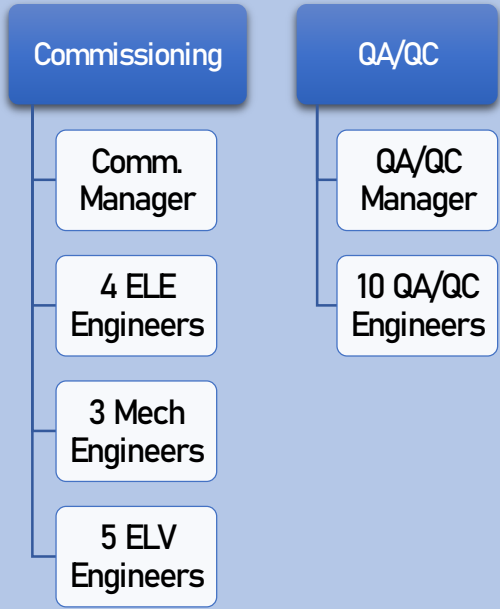 Commissioning
Comm.
Manager
4 ELE
Engineers
3 Mech
Engineers
5 ELV
Engineers
QA/QC
QA/QC
Manager
10 QA/QC
Engineers